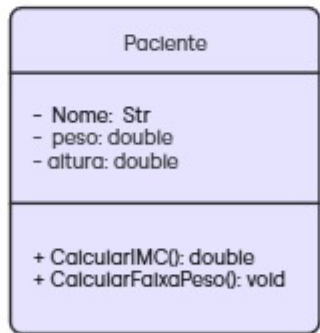 Paciente
- Nome: Str
- peso: double
- altura: double
+ CalcularIMC(): double
+ CalcularFaixaPeso(): void